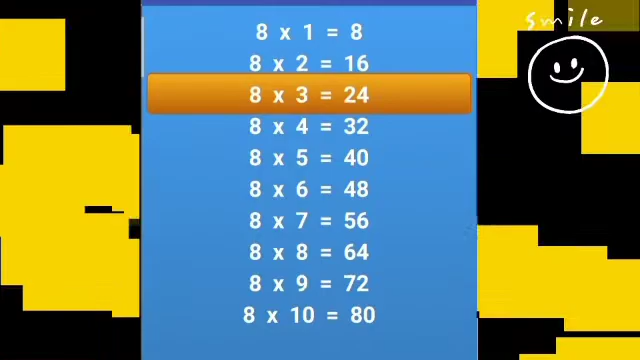 smile
8 x 1 = 8
8 x 2 = 16
8 x 3 = 24
8 x 4 = 32
8 x 5 = 40
8 x 6 = 48
8 x 7 = 56
8 x 8 = 64
8 x 9 = 72
8 x 10 = 80